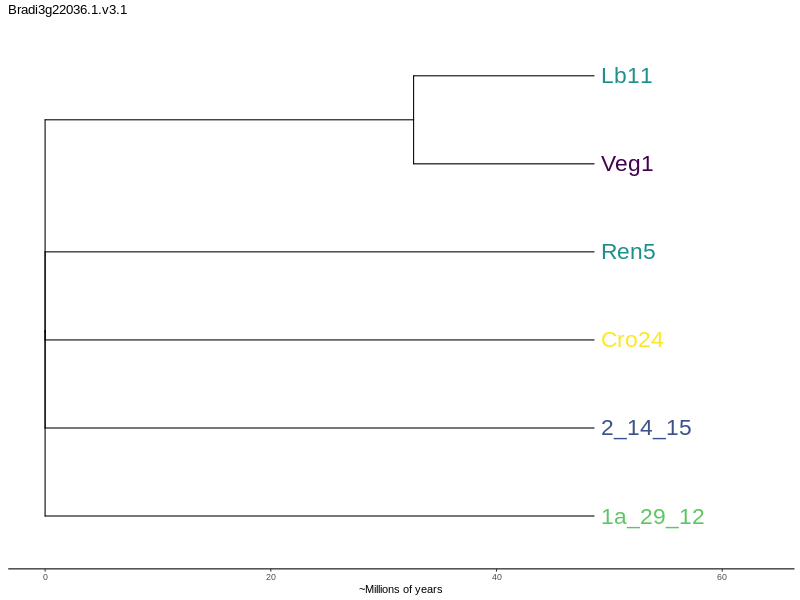 Bradi3g22036.1.v3.1
Lb11
Veg1
Ren5
Cro24
2_14_15
1a_29_12
0 20 40 60
~Millions of years